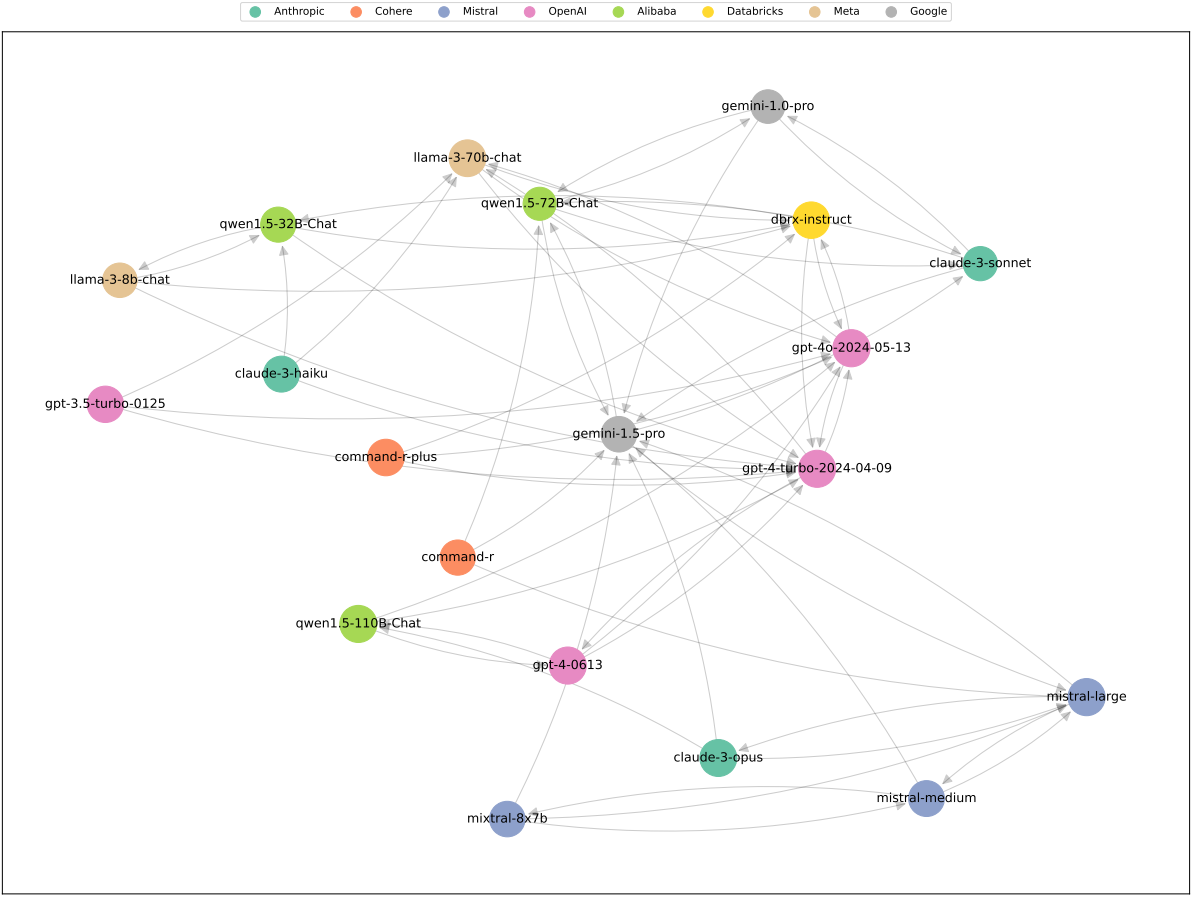 Anthropic Cohere Mistral OpenAI Alibaba Databricks Meta Google
gemini-1.0-pro
llama-3-70b-chat
qwen1.5-72B-Chat
dbrx-instruct
qwen1.5-32B-Chat
claude-3-sonnet
llama-3-8b-chat
gpt-4o-2024-05-13
claude-3-haiku
gpt-3.5-turbo-0125
gemini-1.5-pro
command-r-plus
gpt-4-turbo-2024-04-09
command-r
qwen1.5-110B-Chat
gpt-4-0613
mistral-large
claude-3-opus
mistral-medium
mixtral-8x7b